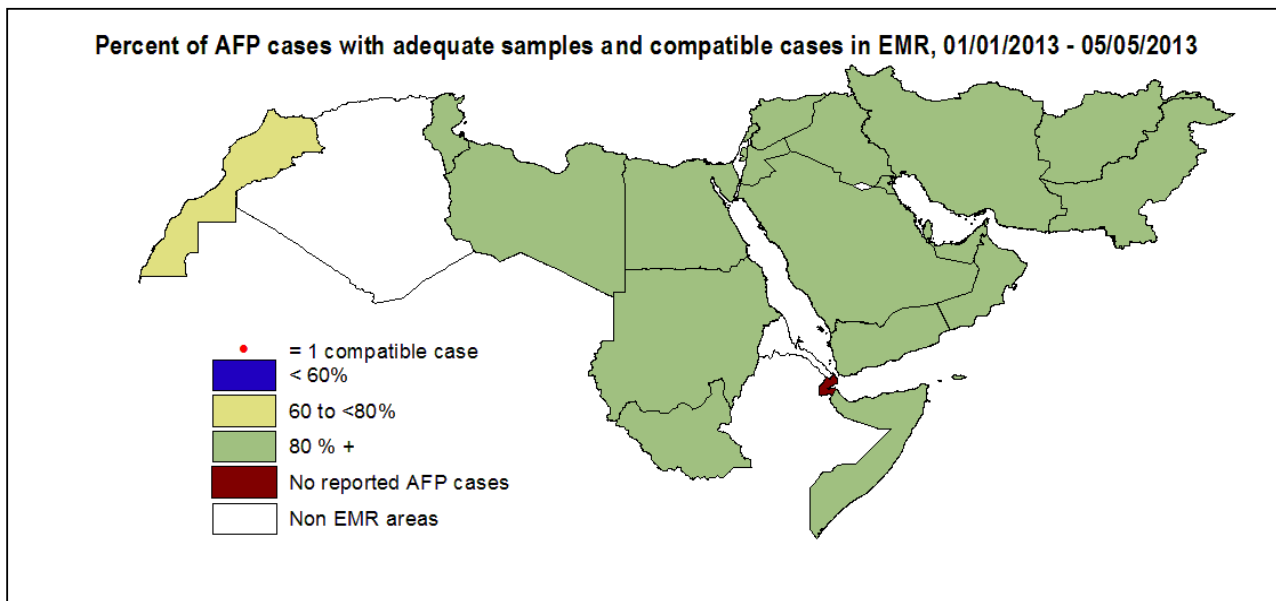 Percent of AFP cases with adequate samples and compatible cases in EMR, 01/01/2013 - 05/05/2013
= 1 compatible case
< 60%
60 to <80%
80 % +
No reported AFP cases
Non EMR areas